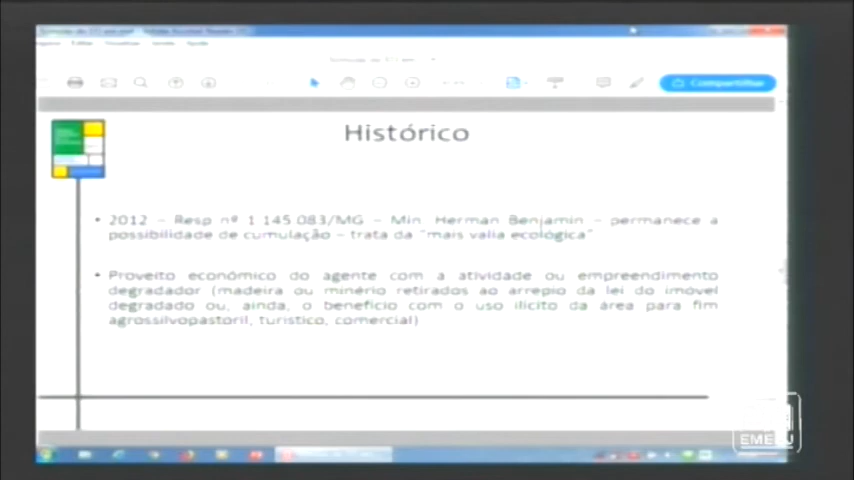 Compartilhar
Histórico
• 2012 – Resp nº 1.145.083/MG – Min. Herman Benjamin – permanece a
possibilidade de cumulação – trata da "mais valia ecológica"
• Proveito econômico do agente com a atividade ou empreendimento
degradador (madeira ou minério retirados ao arrepio da lei do imóvel
degradado ou, ainda, o benefício com o uso ilícito da área para fim
agrossilvopastoril, turístico, comercial)